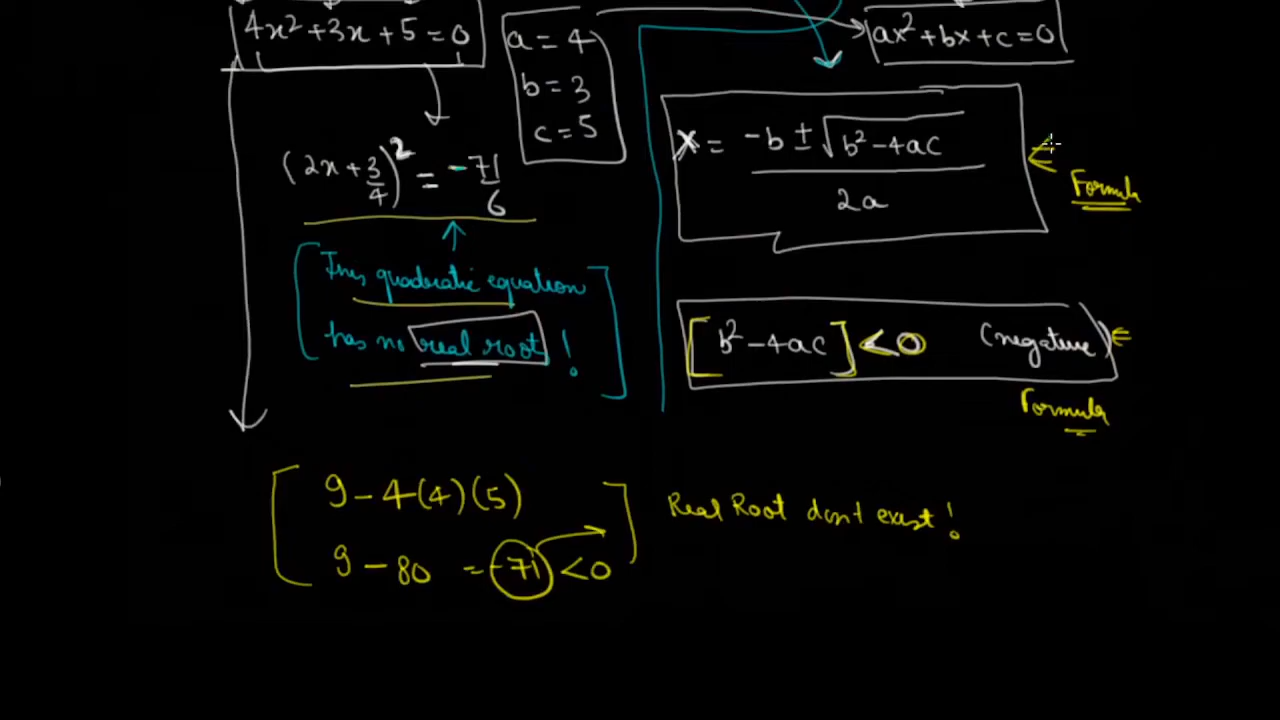 4x² + 3x + 5 = 0
a = 4
b = 3
c = 5
ax² + bx + c = 0
(2x + 3/4)² = -71/6
This quadratic equation
has no real root !
x = -b ± √b² - 4ac / 2a
Formula
[b² - 4ac] < 0 (negative)
Formula
9 - 4(4)(5)
9 - 80 = -71 < 0
Real Root don't exist !